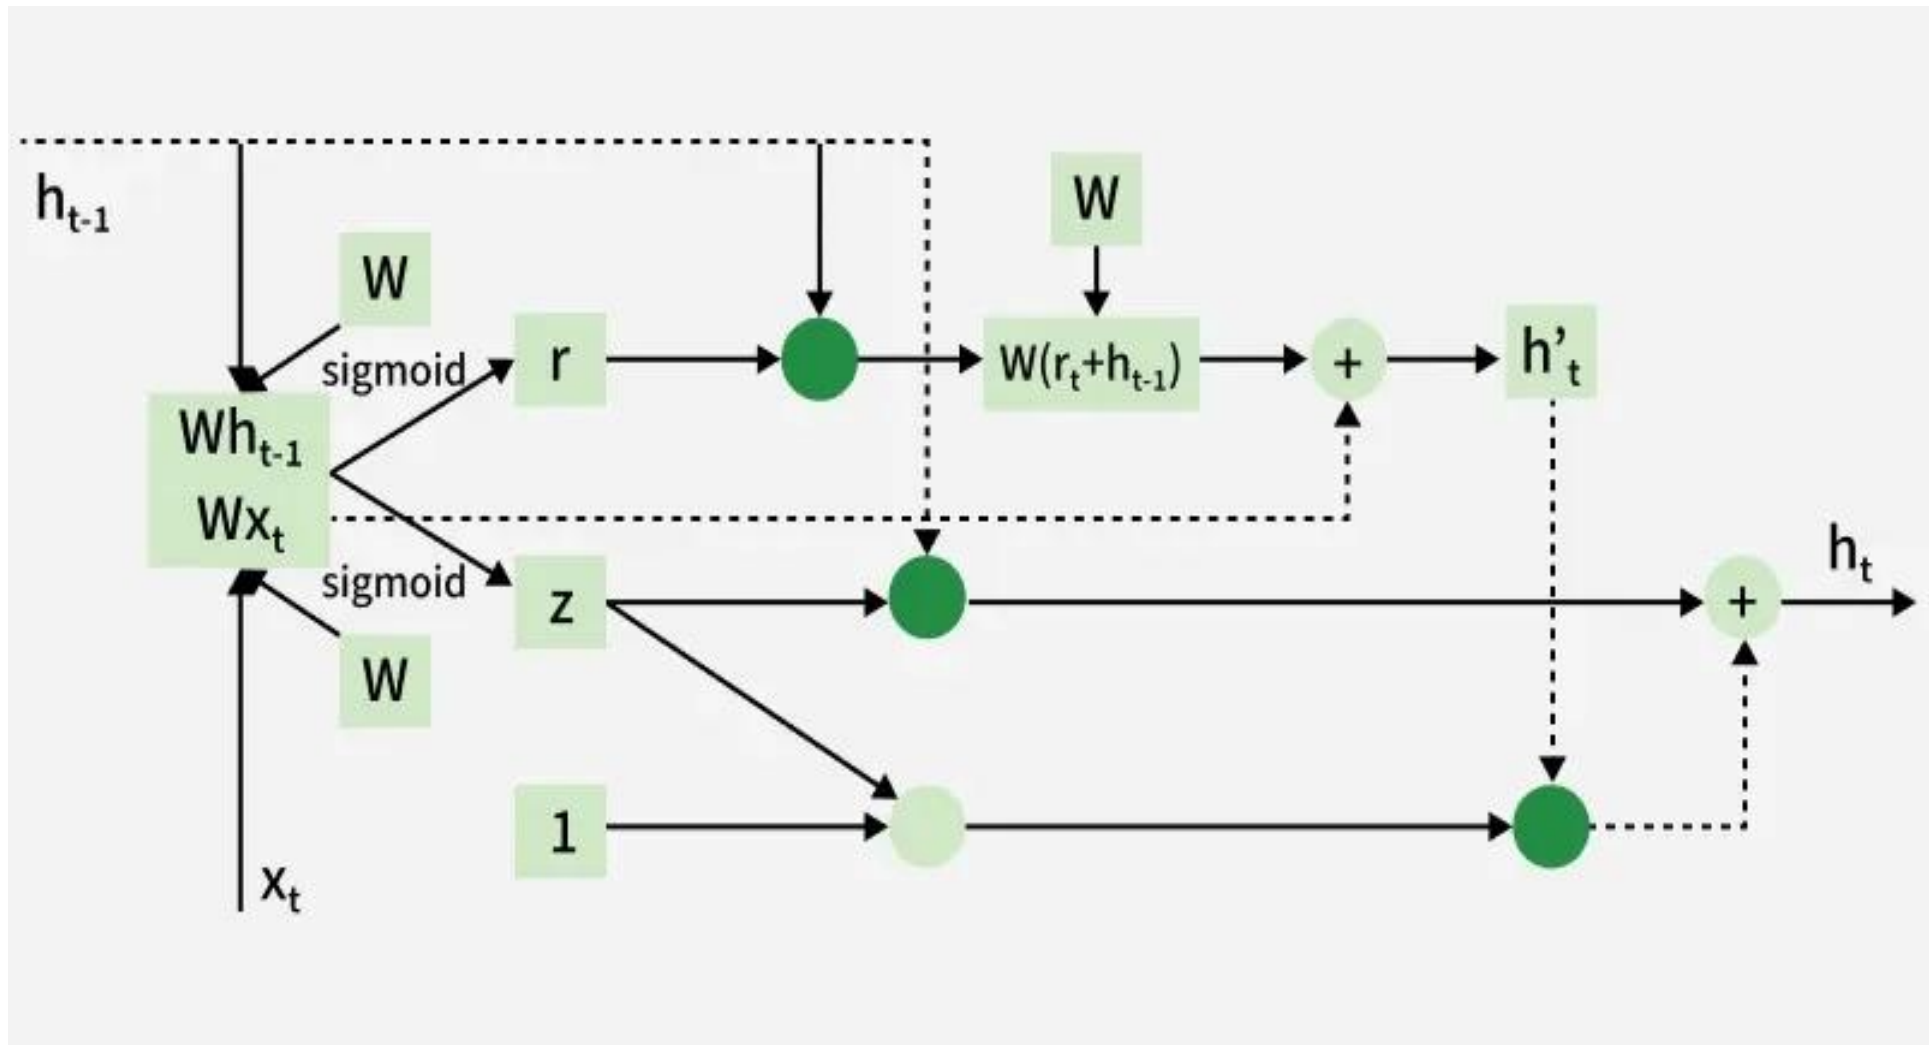 h_{t-1}
W
W
sigmoid
r
W(r_t+h_{t-1})
+
h’_t
Wh_{t-1}
Wx_t
sigmoid
z
+
h_t
W
1
x_t